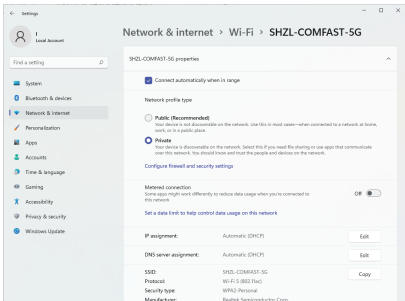 Settings
I
Local Account
Find a setting
System
Bluetooth & devices
Network & internet
Personalization
Apps
Accounts
Time & language
Gaming
Accessibility
Privacy & security
Windows Update
Network & internet > Wi-Fi > SHZL-COMFAST-5G
SHZL-COMFAST-5G properties
Connect automatically when in range
Network profile type
Public (Recommended)
Your device is not discoverable on the network. Use this in most cases—when connected to a network at home,
work, or in a public place.
Private
Your device is discoverable on the network. Select this if you need file sharing or use apps that communicate
over this network. You should know and trust the people and devices on the network.
Configure firewall and security settings
Metered connection
Some apps might work differently to reduce data usage when you're connected to
this network
Off
Set a data limit to help control data usage on this network
IP assignment: Automatic (DHCP) Edit
DNS server assignment: Automatic (DHCP) Edit
SSID: SHZL-COMFAST-5G Copy
Protocol: Wi-Fi 5 (802.11ac)
Security type: WPA2-Personal
Manufacturer: Realtek Semiconductor Corp.